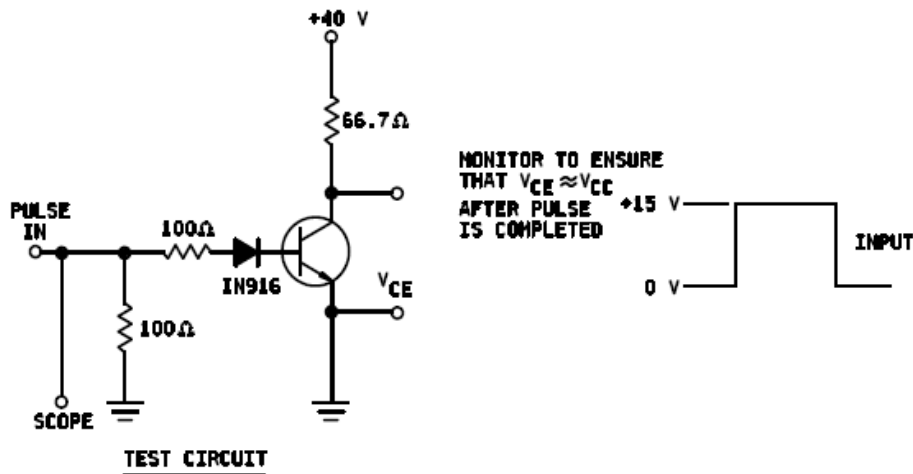 +40 V
66.7Ω
MONITOR TO ENSURE
THAT VCE ≈ VCC
AFTER PULSE
IS COMPLETED
+15 V
INPUT
0 V
PULSE
IN
100Ω
IN916
VCE
100Ω
SCOPE
TEST CIRCUIT